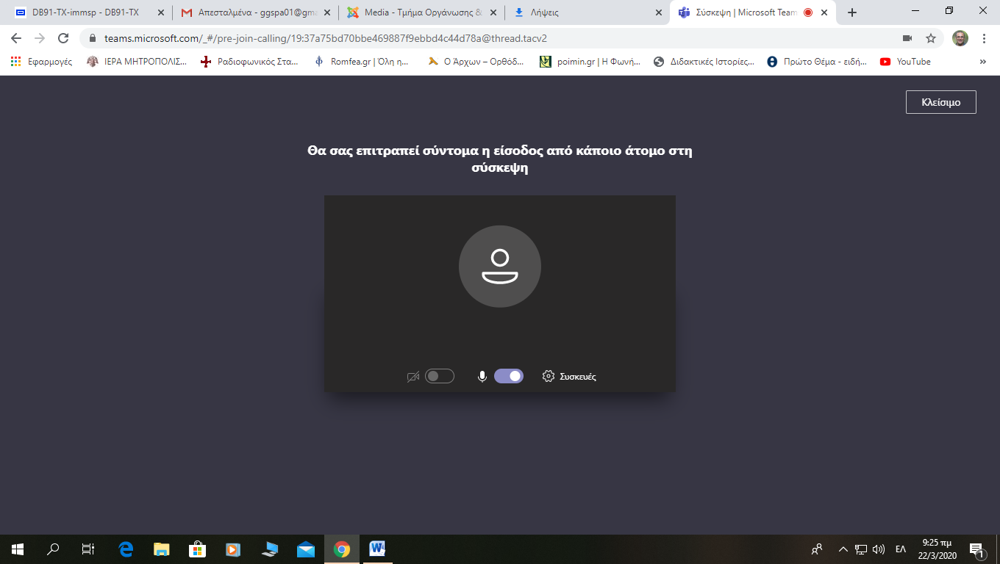 DB91-TX-immsp - DB91-TX
Απεσταλμένα - ggspa01@gma
Media - Τμήμα Οργάνωσης &
Λήψεις
Σύσκεψη | Microsoft Team
teams.microsoft.com/_#/pre-join-calling/19:37a75bd70bbe469887f9ebbd4c44d78a@thread.tacv2
Εφαρμογές
ΙΕΡΑ ΜΗΤΡΟΠΟΛΙΣ...
Ραδιοφωνικός Στα...
Romfea.gr | Όλη η...
Ο Άρχων – Ορθόδ...
poimin.gr | Η Φωνή...
Διδακτικές Ιστορίες...
Πρώτο Θέμα - ειδή...
YouTube
»
Κλείσιμο
Θα σας επιτραπεί σύντομα η είσοδος από κάποιο άτομο στη
σύσκεψη
Συσκευές
ΕΛ
9:25 πμ
22/3/2020
1